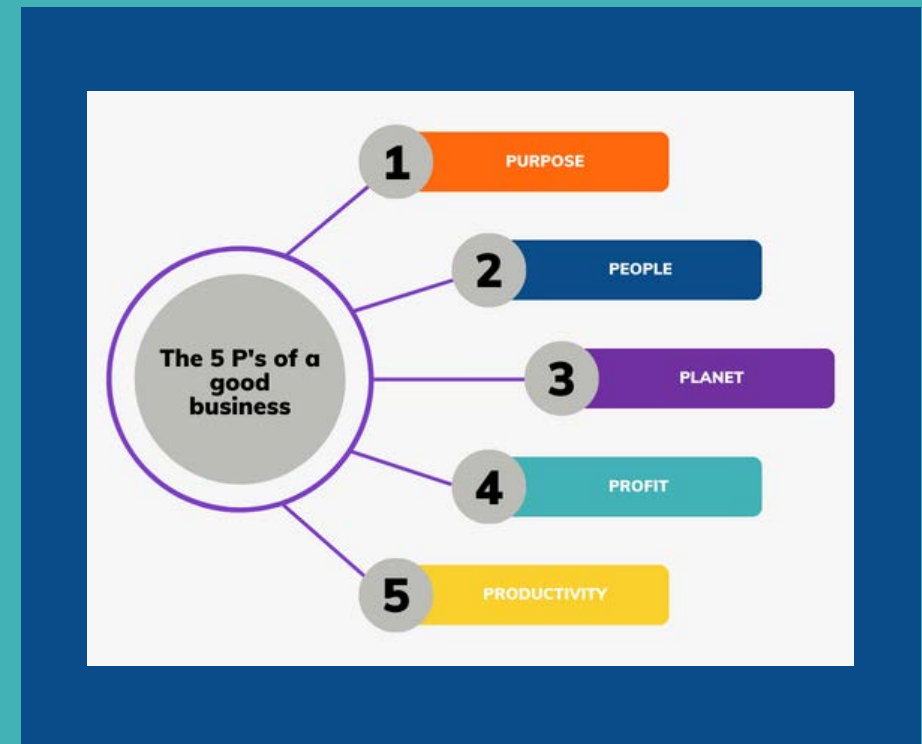 The 5 P's of a
good
business
1
PURPOSE
2
PEOPLE
3
PLANET
4
PROFIT
5
PRODUCTIVITY